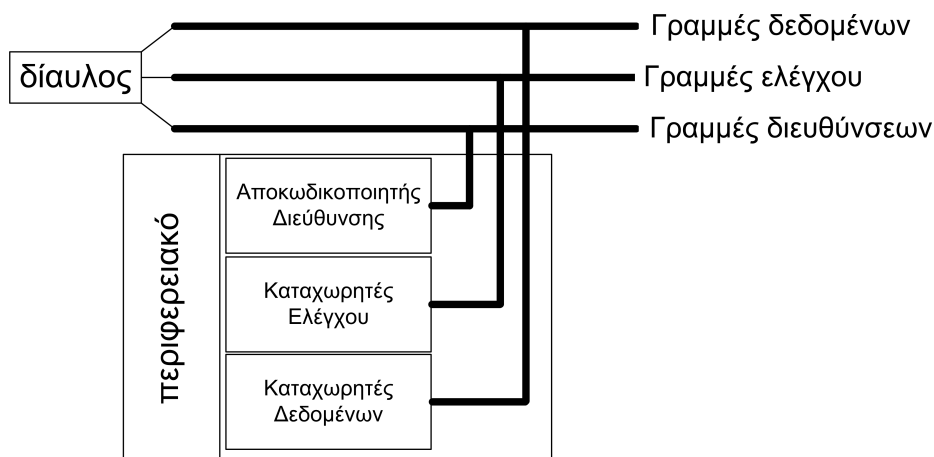 Γραμμές δεδομένων
δίαυλος
Γραμμές ελέγχου
Γραμμές διευθύνσεων
περιφερειακό
Αποκωδικοποιητής
Διεύθυνσης
Καταχωρητές
Ελέγχου
Καταχωρητές
Δεδομένων